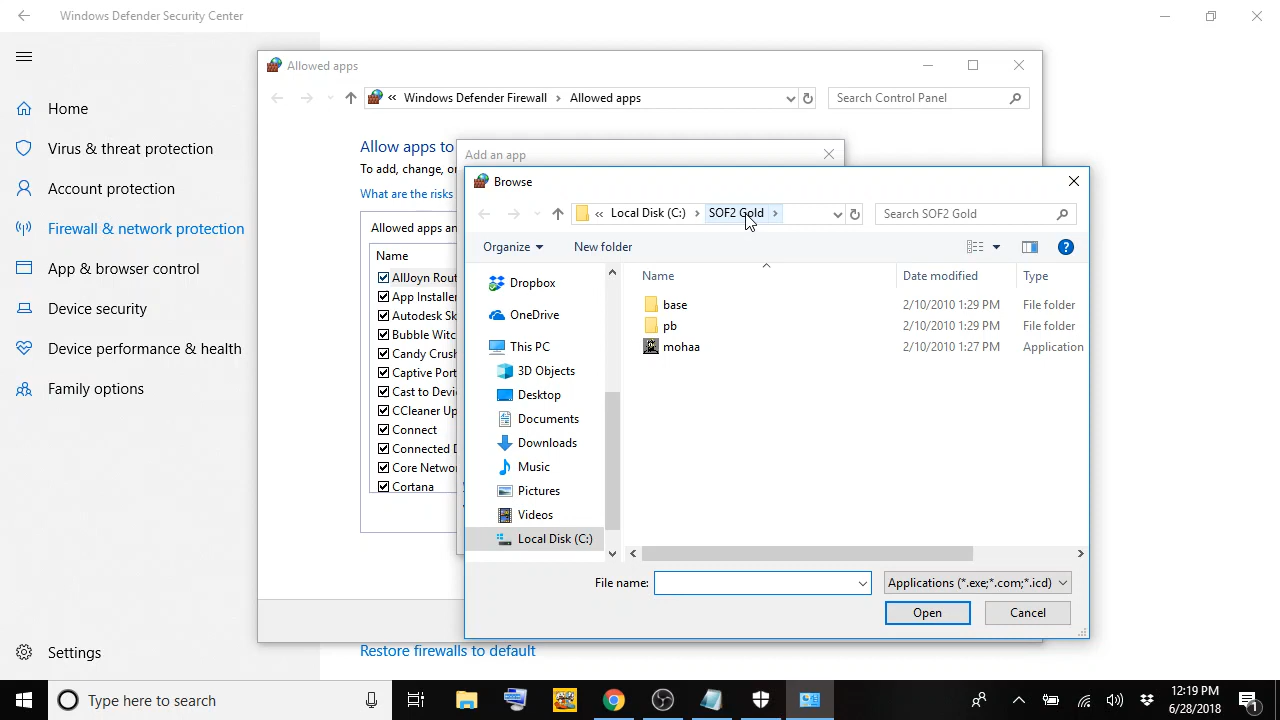 Windows Defender Security Center
Home
Virus & threat protection
Account protection
Firewall & network protection
App & browser control
Device security
Device performance & health
Family options
Settings
Allowed apps
« Windows Defender Firewall > Allowed apps
Search Control Panel
Allow apps to
To add, change, or
What are the risks
Allowed apps an
Name
AllJoyn Rout
App Installer
Autodesk Sk
Bubble Witc
Candy Crush
Captive Port
Cast to Devic
CCleaner Up
Connect
Connected D
Core Networ
Cortana
Restore firewalls to default
Add an app
Browse
« Local Disk (C:) > SOF2 Gold >
Search SOF2 Gold
Organize
New folder
Dropbox
OneDrive
This PC
3D Objects
Desktop
Documents
Downloads
Music
Pictures
Videos
Local Disk (C:)
Name Date modified Type
base 2/10/2010 1:29 PM File folder
pb 2/10/2010 1:29 PM File folder
mohaa 2/10/2010 1:27 PM Application
File name:
Applications (*.exe;*.com;*.icd)
Open
Cancel
Type here to search
12:19 PM
6/28/2018
1